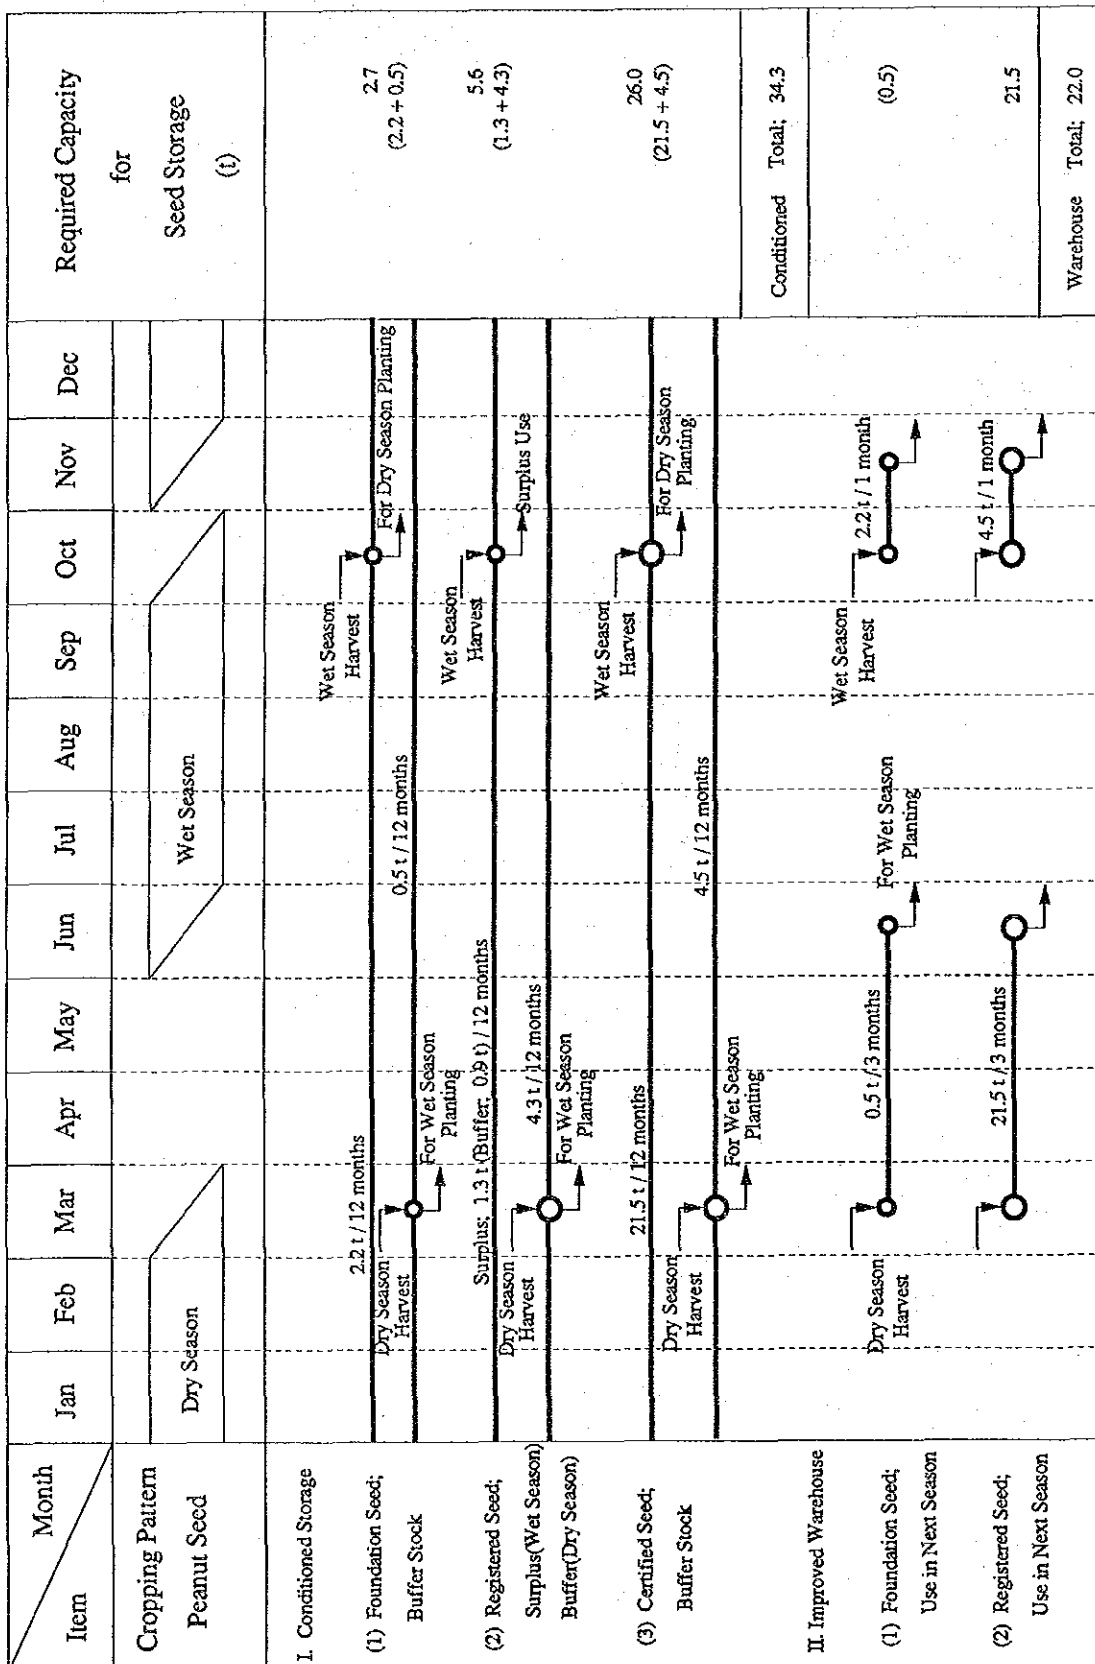 Month
Item
Jan
Feb
Mar
Apr
May
Jun
Jul
Aug
Sep
Oct
Nov
Dec
Required Capacity
for
Seed Storage
(t)
Cropping Pattern
Peanut Seed
Dry Season
Wet Season
I. Conditioned Storage
(1) Foundation Seed;
Buffer Stock
2.2 t / 12 months
Wet Season
Harvest
For Dry Season Planting
Dry Season
Harvest
For Wet Season
Planting
0.5 t / 12 months
2.7
(2.2 + 0.5)
(2) Registered Seed;
Surplus(Wet Season)
Buffer(Dry Season)
Surplus; 1.3 t (Buffer; 0.9 t) / 12 months
Wet Season
Harvest
Surplus Use
Dry Season
Harvest
4.3 t / 12 months
For Wet Season
Planting
5.6
(1.3 + 4.3)
(3) Certified Seed;
Buffer Stock
21.5 t / 12 months
Wet Season
Harvest
For Dry Season
Planting
Dry Season
Harvest
For Wet Season
Planting
4.5 t / 12 months
26.0
(21.5 + 4.5)
Conditioned Total; 34.3
II. Improved Warehouse
(1) Foundation Seed;
Use in Next Season
Dry Season
Harvest
0.5 t / 3 months
For Wet Season
Planting
Wet Season
Harvest
2.2 t / 1 month
(0.5)
(2) Registered Seed;
Use in Next Season
21.5 t / 3 months
4.5 t / 1 month
21.5
Warehouse Total; 22.0